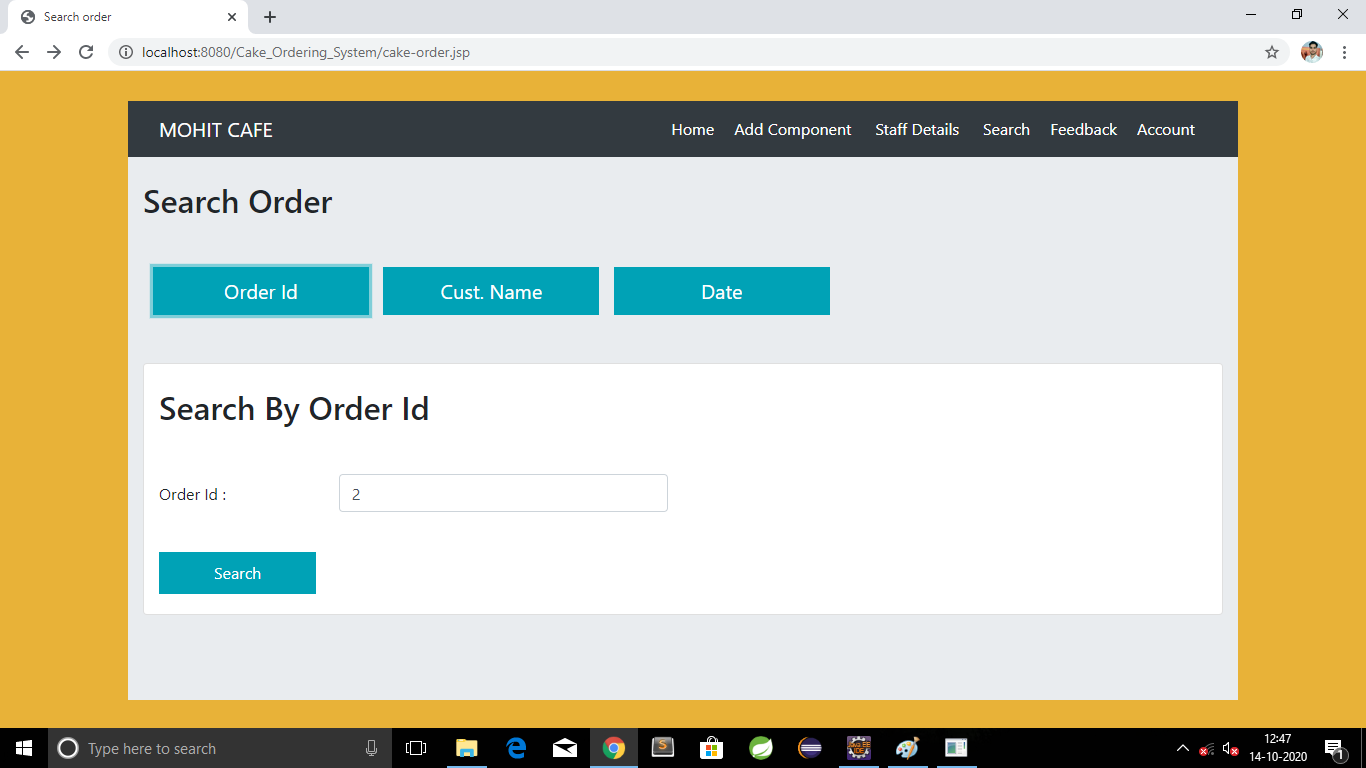 Search order
localhost:8080/Cake_Ordering_System/cake-order.jsp
MOHIT CAFE Home Add Component Staff Details Search Feedback Account
Search Order
Order Id Cust. Name Date
Search By Order Id
Order Id : 2
Search
Type here to search
12:47
14-10-2020
1